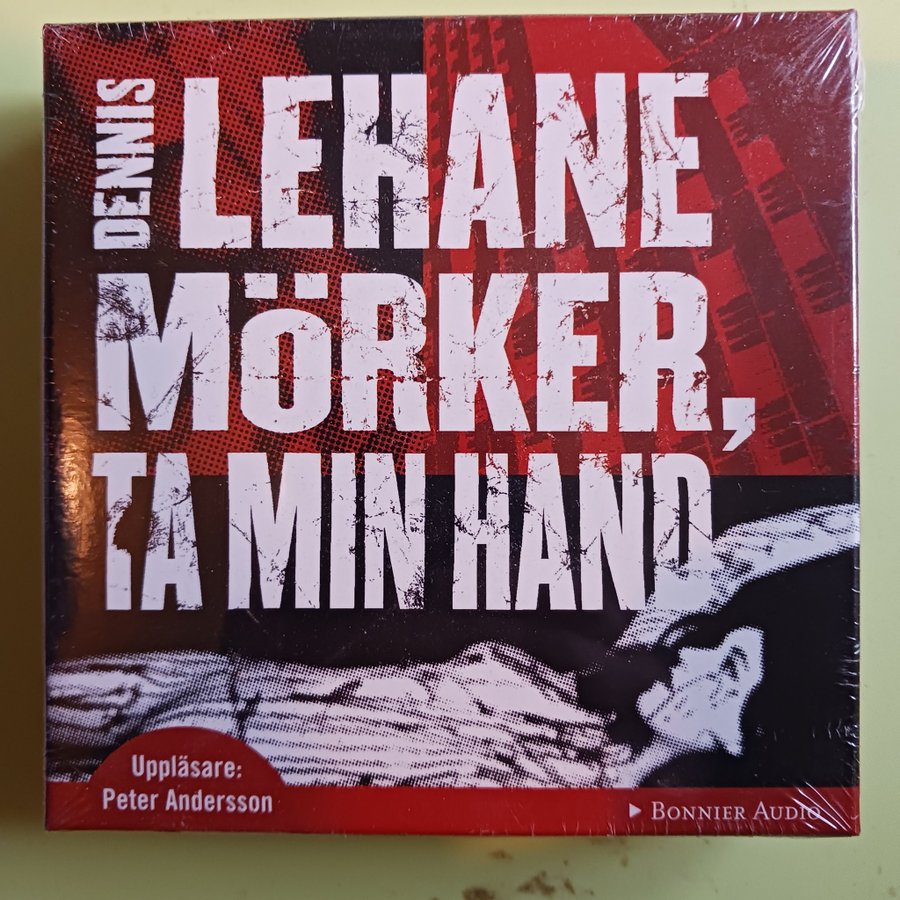 DENNIS
LEHANE
MÖRKER,
TA MIN HAND
Uppläsare:
Peter Andersson
BONNIER AUDIO